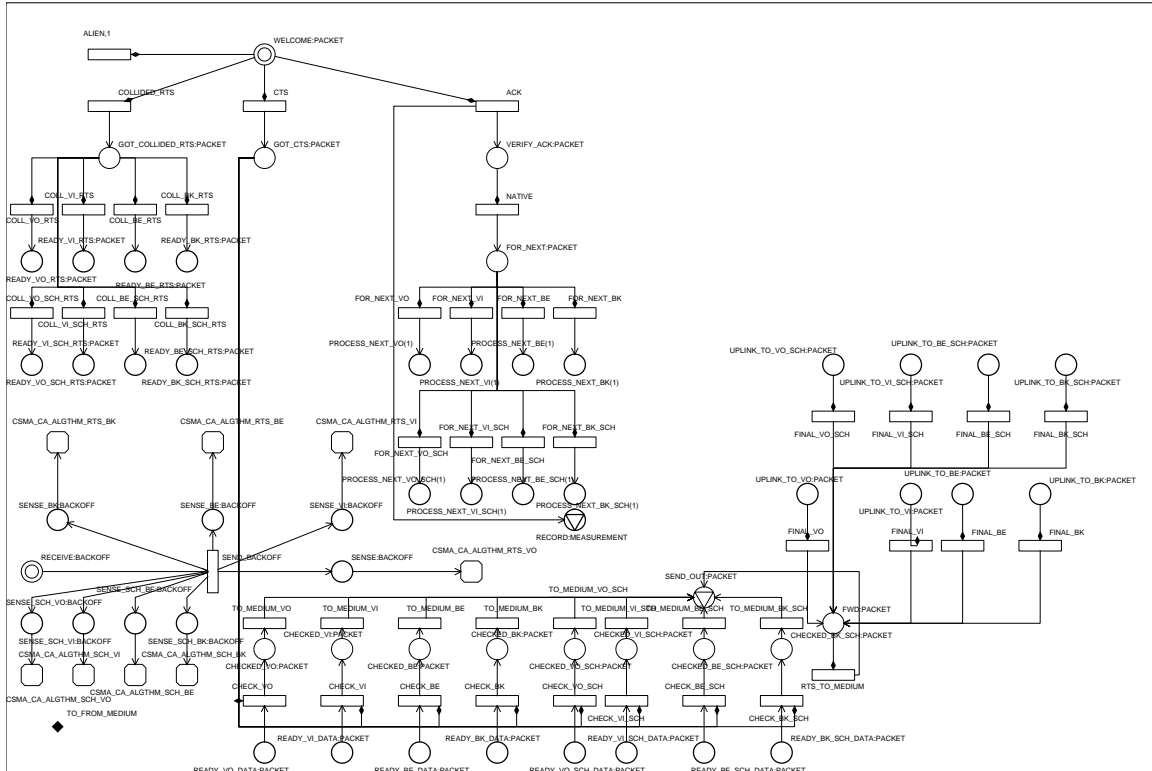 ALIEN,1
WELCOME:PACKET
COLLIDED_RTS
CTS
ACK
GOT_COLLIDED_RTS:PACKET
GOT_CTS:PACKET
VERIFY_ACK:PACKET
COLL_VI_RTS
COLL_BK_RTS
NATIVE
COLL_VO_RTS
COLL_BE_RTS
READY_VI_RTS:PACKET
READY_BK_RTS:PACKET
FOR_NEXT:PACKET
READY_VO_RTS:PACKET
READY_BE_RTS:PACKET
COLL_VO_SCH_RTS
COLL_BE_SCH_RTS
FOR_NEXT_VO
FOR_NEXT_VI
FOR_NEXT_BE
FOR_NEXT_BK
COLL_VI_SCH_RTS
COLL_BK_SCH_RTS
READY_VI_SCH_RTS:PACKET
READY_BE_SCH_RTS:PACKET
PROCESS_NEXT_VO(1)
PROCESS_NEXT_BE(1)
UPLINK_TO_VO_SCH:PACKET
UPLINK_TO_BE_SCH:PACKET
READY_VO_SCH_RTS:PACKET
READY_BK_SCH_RTS:PACKET
PROCESS_NEXT_VI(1)
PROCESS_NEXT_BK(1)
UPLINK_TO_VI_SCH:PACKET
UPLINK_TO_BK_SCH:PACKET
CSMA_CA_ALGTHM_RTS_BK
CSMA_CA_ALGTHM_RTS_BE
CSMA_CA_ALGTHM_RTS_VI
FOR_NEXT_VI_SCH
FOR_NEXT_BK_SCH
FINAL_VO_SCH
FINAL_VI_SCH
FINAL_BE_SCH
FINAL_BK_SCH
FOR_NEXT_VO_SCH
FOR_NEXT_BE_SCH
UPLINK_TO_BE:PACKET
PROCESS_NEXT_VO_SCH(1)
PROCESS_NEXT_BE_SCH(1)
UPLINK_TO_VO:PACKET
UPLINK_TO_BK:PACKET
SENSE_BK:BACKOFF
SENSE_BE:BACKOFF
SENSE_VI:BACKOFF
PROCESS_NEXT_VI_SCH(1)
PROCESS_NEXT_BK_SCH(1)
UPLINK_TO_VI:PACKET
RECORD:MEASUREMENT
FINAL_VO
FINAL_VI
FINAL_BE
FINAL_BK
RECEIVE:BACKOFF
SEND_BACKOFF
SENSE:BACKOFF
CSMA_CA_ALGTHM_RTS_VO
SEND_OUT:PACKET
SENSE_SCH_BE:BACKOFF
TO_MEDIUM_VO_SCH
SENSE_SCH_VO:BACKOFF
TO_MEDIUM_VO
TO_MEDIUM_VI
TO_MEDIUM_BE
TO_MEDIUM_BK
TO_MEDIUM_VI_SCH
TO_MEDIUM_BE_SCH
TO_MEDIUM_BK_SCH
FWD:PACKET
SENSE_SCH_VI:BACKOFF
SENSE_SCH_BK:BACKOFF
CHECKED_VI:PACKET
CHECKED_BK:PACKET
CHECKED_VI_SCH:PACKET
CHECKED_BK_SCH:PACKET
CSMA_CA_ALGTHM_SCH_VI
CSMA_CA_ALGTHM_SCH_BK
CHECKED_VO:PACKET
CHECKED_BE:PACKET
CHECKED_VO_SCH:PACKET
CHECKED_BE_SCH:PACKET
CSMA_CA_ALGTHM_SCH_VO
CSMA_CA_ALGTHM_SCH_BE
CHECK_VO
CHECK_VI
CHECK_BE
CHECK_BK
CHECK_VO_SCH
CHECK_BE_SCH
RTS_TO_MEDIUM
TO_FROM_MEDIUM
CHECK_VI_SCH
CHECK_BK_SCH
READY_VI_DATA:PACKET
READY_BK_DATA:PACKET
READY_VI_SCH_DATA:PACKET
READY_BK_SCH_DATA:PACKET
READY_VO_DATA:PACKET
READY_BE_DATA:PACKET
READY_VO_SCH_DATA:PACKET
READY_BE_SCH_DATA:PACKET